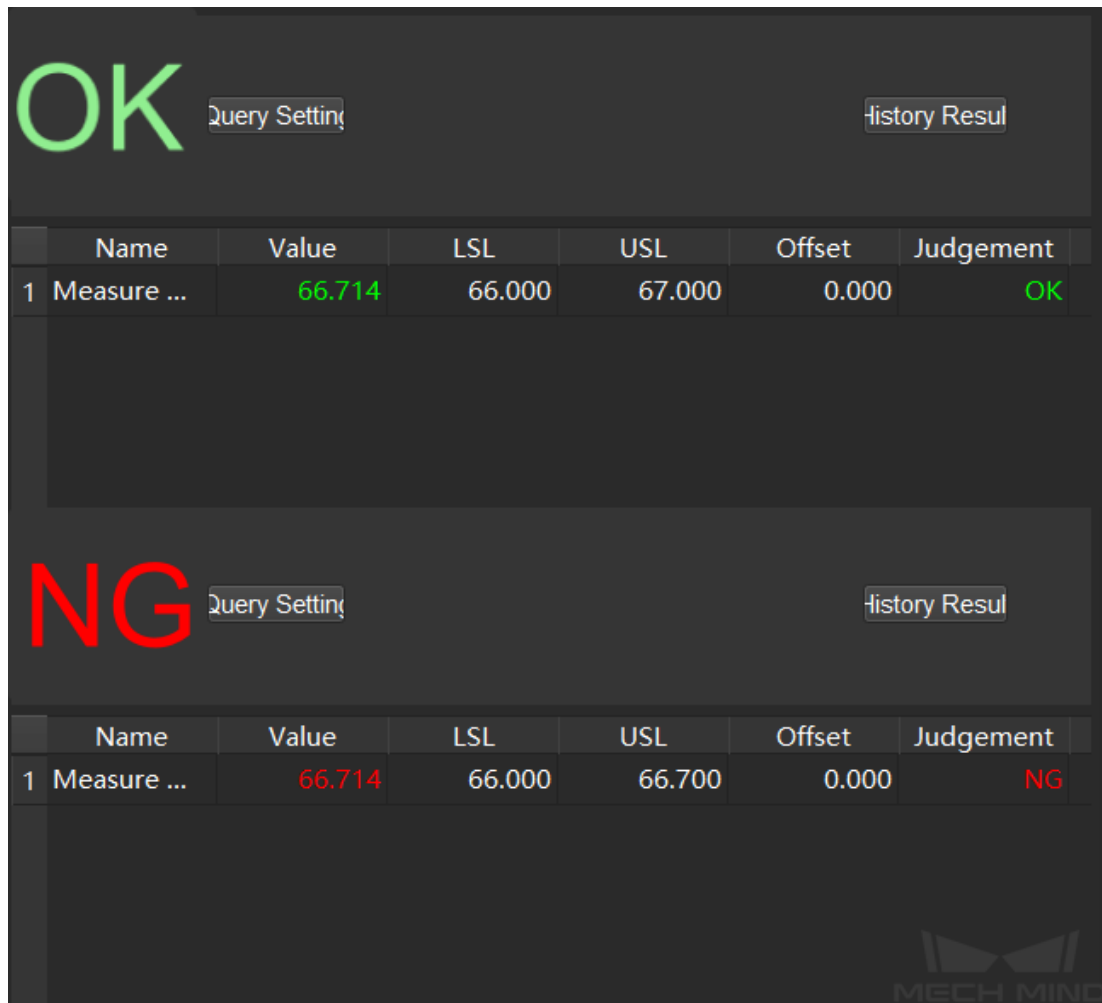 OK
Query Setting
History Resul
Name Value LSL USL Offset Judgement
1 Measure ... 66.714 66.000 67.000 0.000 OK
NG
Query Setting
History Resul
Name Value LSL USL Offset Judgement
1 Measure ... 66.714 66.000 66.700 0.000 NG
MECH MIND